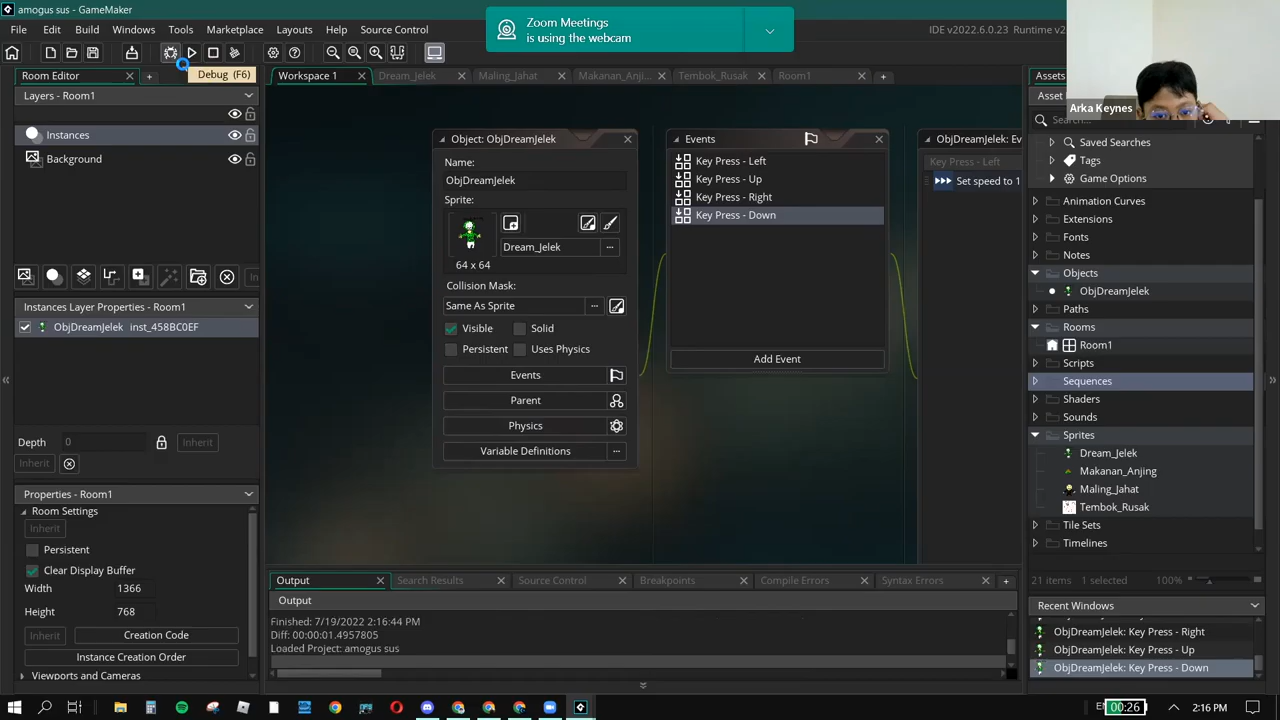 amogus sus - GameMaker
Zoom Meetings
is using the webcam
File Edit Build Windows Tools Marketplace Layouts Help Source Control
IDE v2022.6.0.23 Runtime v2
Debug (F6)
Arka Keynes
Room Editor
Workspace 1 Dream_Jelek Maling_Jahat Makanan_Anjing... Tembok_Rusak Room1
Assets
Layers - Room1
Instances
Background
Object: ObjDreamJelek
Name:
ObjDreamJelek
Sprite:
Dream_Jelek
64 x 64
Collision Mask:
Same As Sprite
Visible Solid
Persistent Uses Physics
Events
Parent
Physics
Variable Definitions
Events
Key Press - Left
Key Press - Up
Key Press - Right
Key Press - Down
Add Event
ObjDreamJelek: Ev
Key Press - Left
Set speed to 1
Search...
Saved Searches
Tags
Game Options
Animation Curves
Extensions
Fonts
Notes
Objects
ObjDreamJelek
Paths
Rooms
Room1
Scripts
Sequences
Shaders
Sounds
Sprites
Dream_Jelek
Makanan_Anjing
Maling_Jahat
Tembok_Rusak
Tile Sets
Timelines
21 items 1 selected 100%
Instances Layer Properties - Room1
ObjDreamJelek inst_458BC0EF
Depth 0 Inherit
Inherit
Properties - Room1
Room Settings
Inherit
Persistent
Clear Display Buffer
Width 1366
Height 768
Inherit Creation Code
Instance Creation Order
Viewports and Cameras
Output Search Results Source Control Breakpoints Compile Errors Syntax Errors
Output
Finished: 7/19/2022 2:16:44 PM
Diff: 00:00:01.4957805
Loaded Project: amogus sus
Recent Windows
ObjDreamJelek: Key Press - Right
ObjDreamJelek: Key Press - Up
ObjDreamJelek: Key Press - Down
00:26
2:16 PM